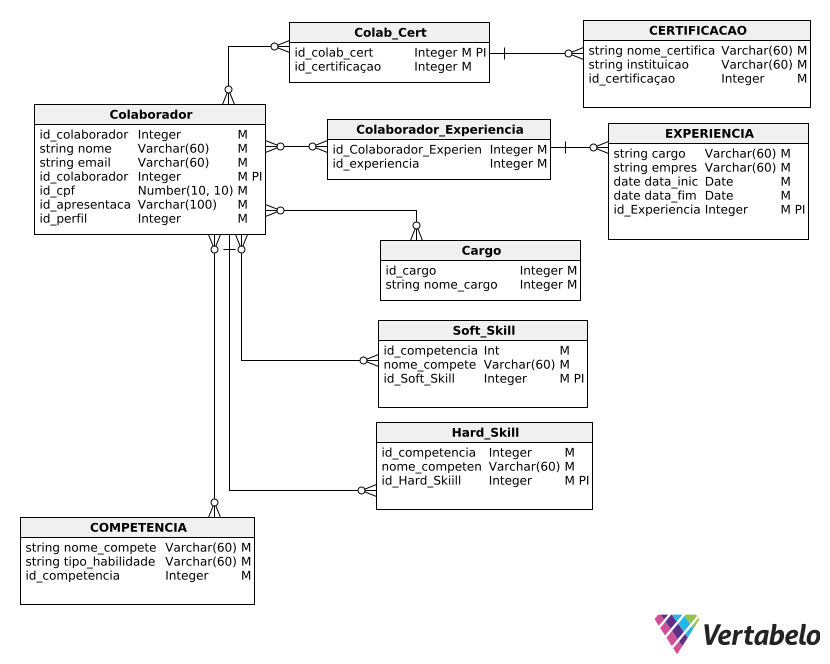 Colab_Cert
id_colab_cert Integer M PI
id_certificaçao Integer M
CERTIFICACAO
string nome_certifica Varchar(60) M
string instituicao Varchar(60) M
id_certificaçao Integer M
Colaborador
id_colaborador Integer M
string nome Varchar(60) M
string email Varchar(60) M
id_colaborador Integer M PI
id_cpf Number(10, 10) M
id_apresentaca Varchar(100) M
id_perfil Integer M
Colaborador_Experiencia
id_Colaborador_Experien Integer M
id_experiencia Integer M
EXPERIENCIA
string cargo Varchar(60) M
string empres Varchar(60) M
date data_inic Date M
date data_fim Date M
id_Experiencia Integer M PI
Cargo
id_cargo Integer M
string nome_cargo Integer M
Soft_Skill
id_competencia Int M
nome_compete Varchar(60) M
id_Soft_Skill Integer M PI
Hard_Skill
id_competencia Integer M
nome_competen Varchar(60) M
id_Hard_Skiill Integer M PI
COMPETENCIA
string nome_compete Varchar(60) M
string tipo_habilidade Varchar(60) M
id_competencia Integer M
Vertabelo